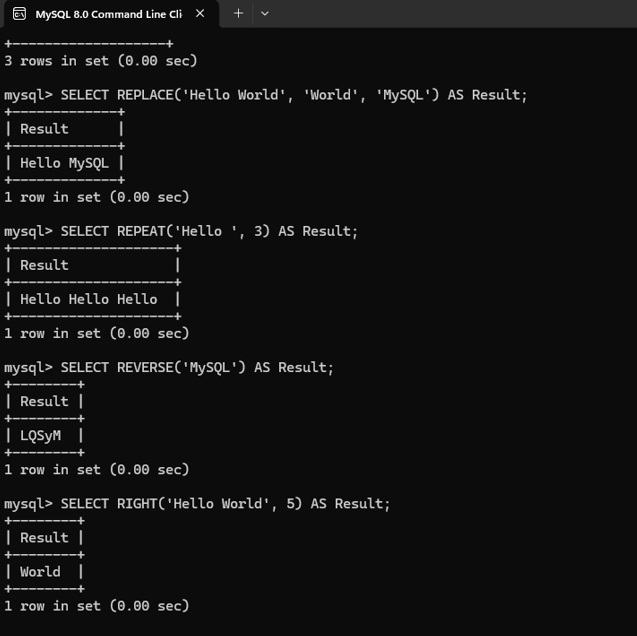 MySQL 8.0 Command Line Cli
+-------------------+
3 rows in set (0.00 sec)
mysql> SELECT REPLACE('Hello World', 'World', 'MySQL') AS Result;
+-------------+
| Result      |
+-------------+
| Hello MySQL |
+-------------+
1 row in set (0.00 sec)
mysql> SELECT REPEAT('Hello ', 3) AS Result;
+--------------------+
| Result             |
+--------------------+
| Hello Hello Hello  |
+--------------------+
1 row in set (0.00 sec)
mysql> SELECT REVERSE('MySQL') AS Result;
+--------+
| Result |
+--------+
| LQSyM  |
+--------+
1 row in set (0.00 sec)
mysql> SELECT RIGHT('Hello World', 5) AS Result;
+--------+
| Result |
+--------+
| World  |
+--------+
1 row in set (0.00 sec)